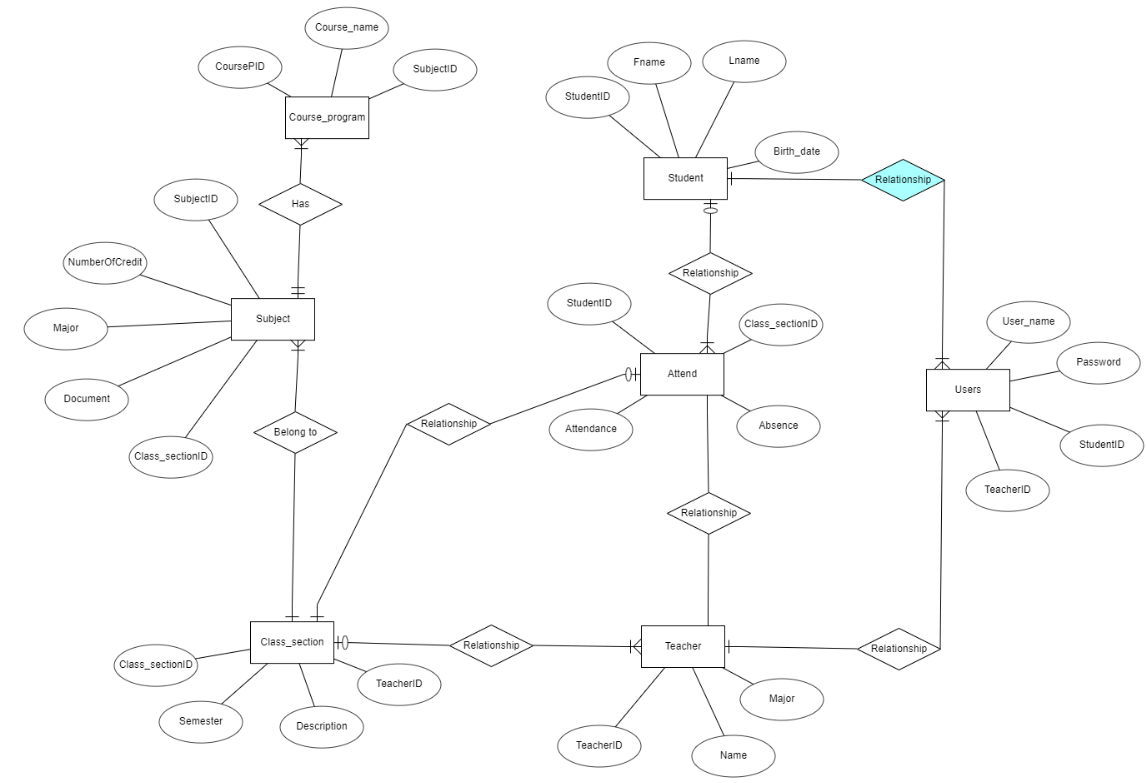 Course_name
CoursePID
SubjectID
Course_program
Fname
Lname
StudentID
Birth_date
Student
Relationship
SubjectID
Has
NumberOfCredit
Relationship
StudentID
Class_sectionID
User_name
Major
Subject
Password
Attend
Users
Document
Relationship
Attendance
Absence
Belong to
StudentID
Class_sectionID
TeacherID
Relationship
Class_section
Relationship
Teacher
Relationship
Class_sectionID
TeacherID
Major
Semester
Description
TeacherID
Name